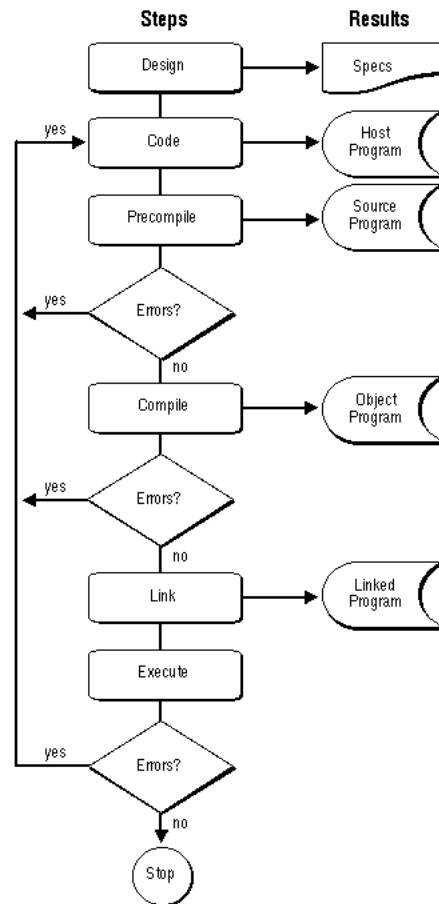 Steps
Results
Design
Specs
yes
Code
Host
Program
Precompile
Source
Program
yes
Errors?
no
Compile
Object
Program
yes
Errors?
no
Link
Linked
Program
Execute
yes
Errors?
no
Stop